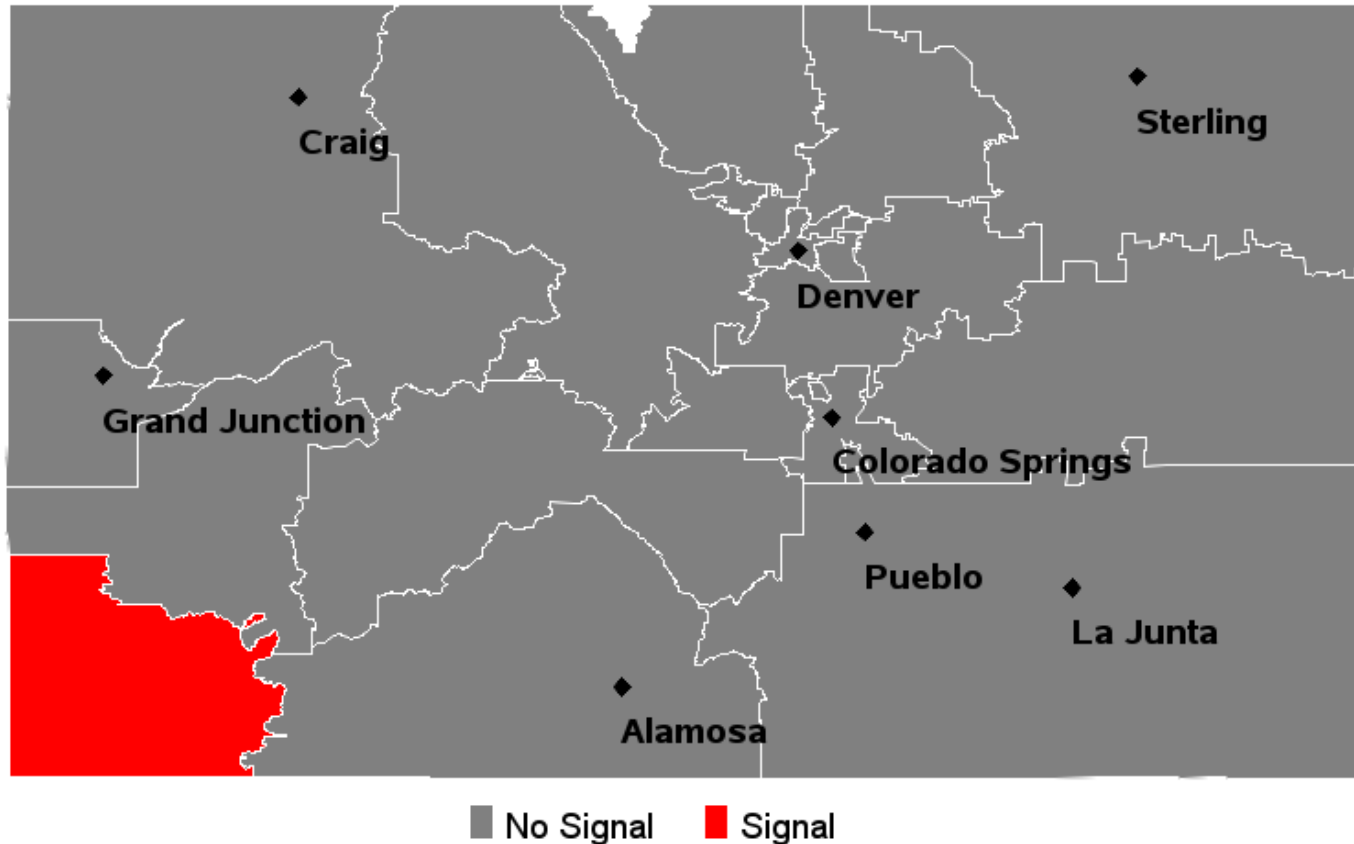 Craig
Sterling
Denver
Grand Junction
Colorado Springs
Pueblo
La Junta
Alamosa
No Signal
Signal